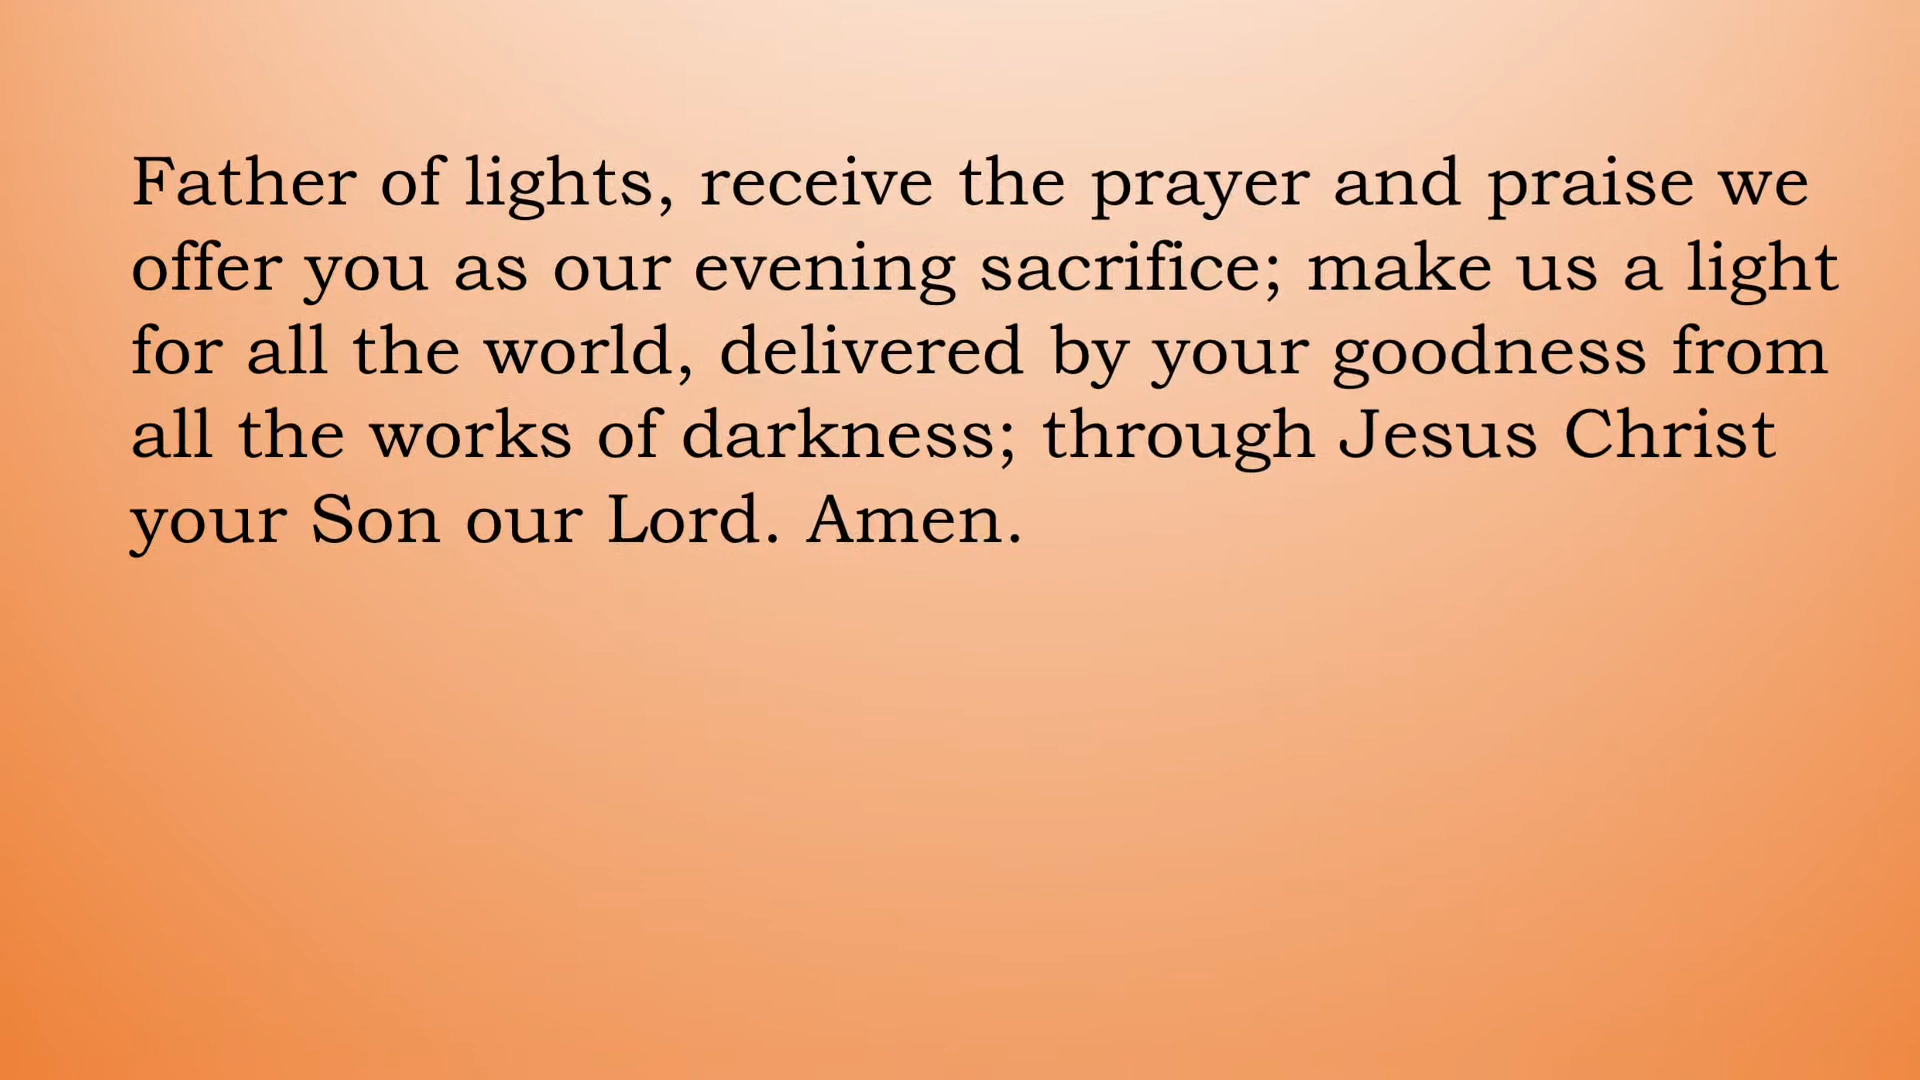 Father of lights, receive the prayer and praise we
offer you as our evening sacrifice; make us a light
for all the world, delivered by your goodness from
all the works of darkness; through Jesus Christ
your Son our Lord. Amen.